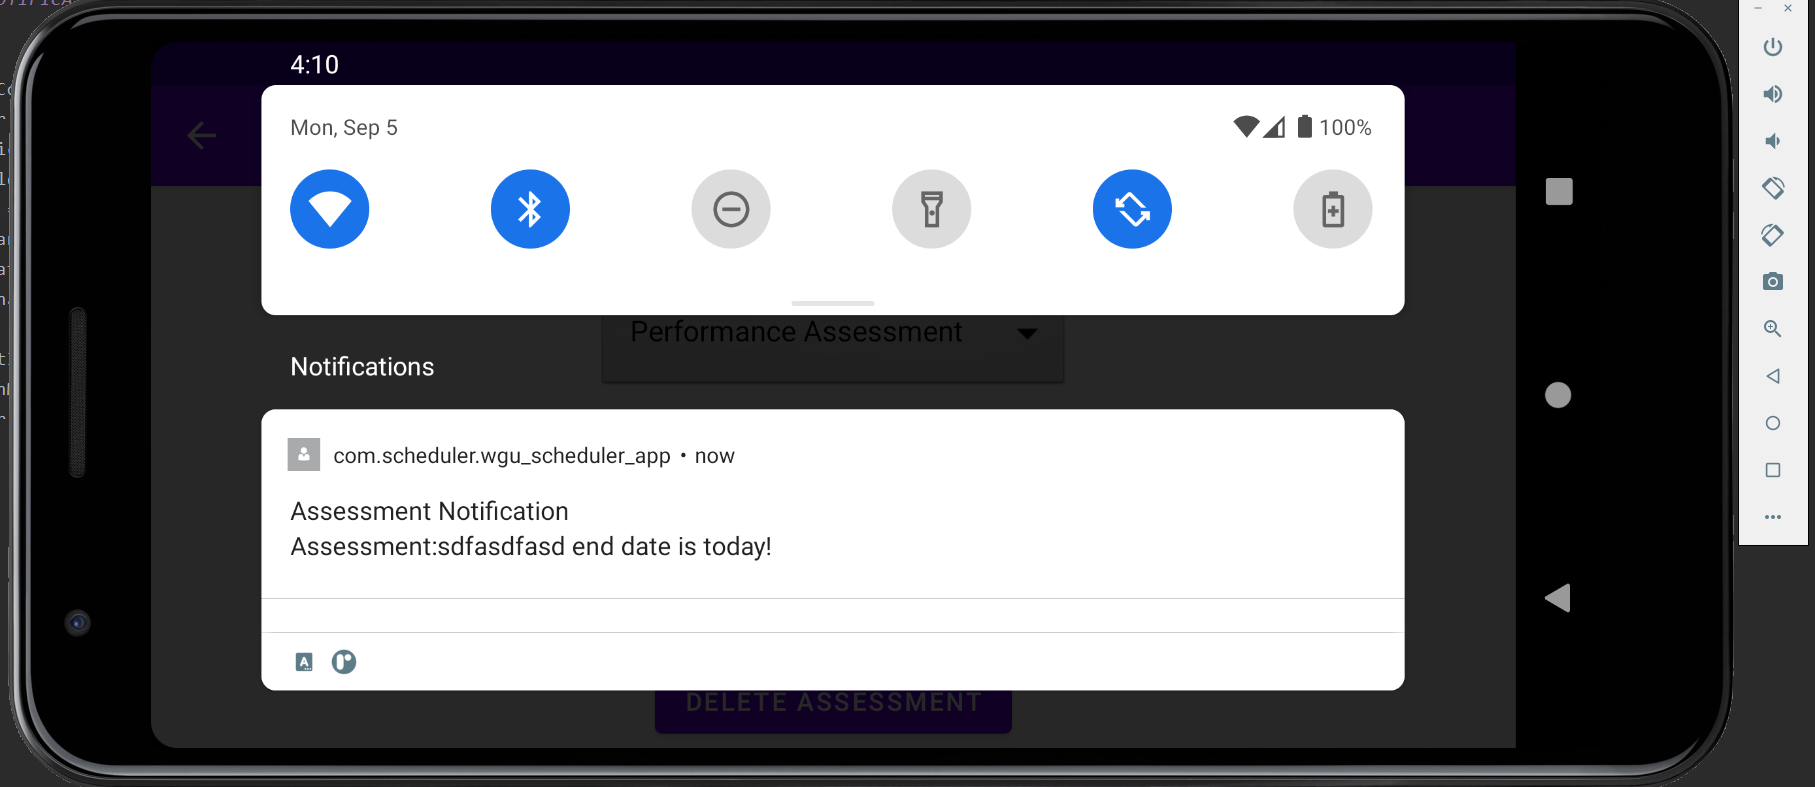 4:10
Mon, Sep 5
100%
Performance Assessment
Notifications
com.scheduler.wgu_scheduler_app • now
Assessment Notification
Assessment:sdfasdfasd end date is today!
A
DELETE ASSESSMENT